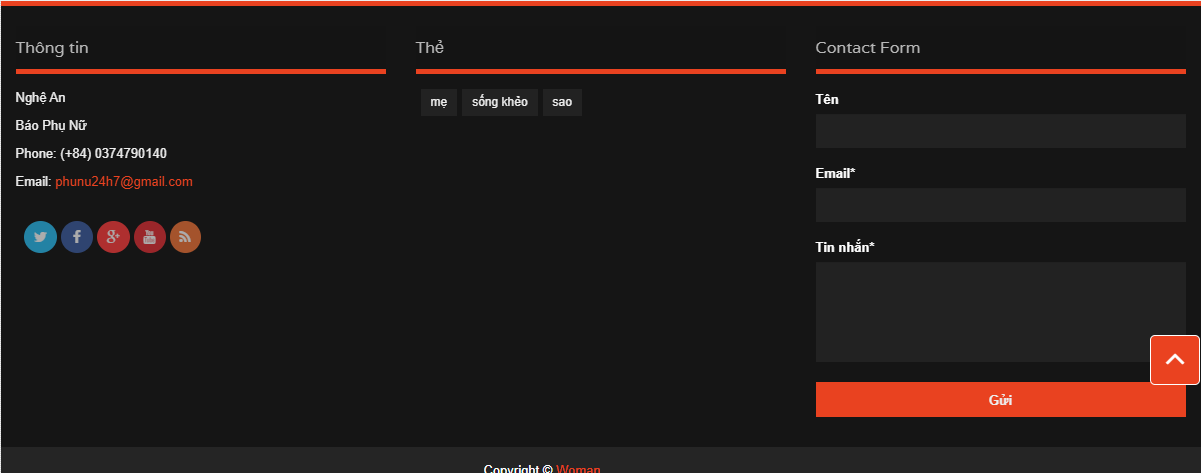 Thông tin
Nghệ An
Báo Phụ Nữ
Phone: (+84) 0374790140
Email: phunu24h7@gmail.com
Thẻ
mẹ sống khẻo sao
Contact Form
Tên
Email*
Tin nhắn*
Gửi
Copyright © Woman